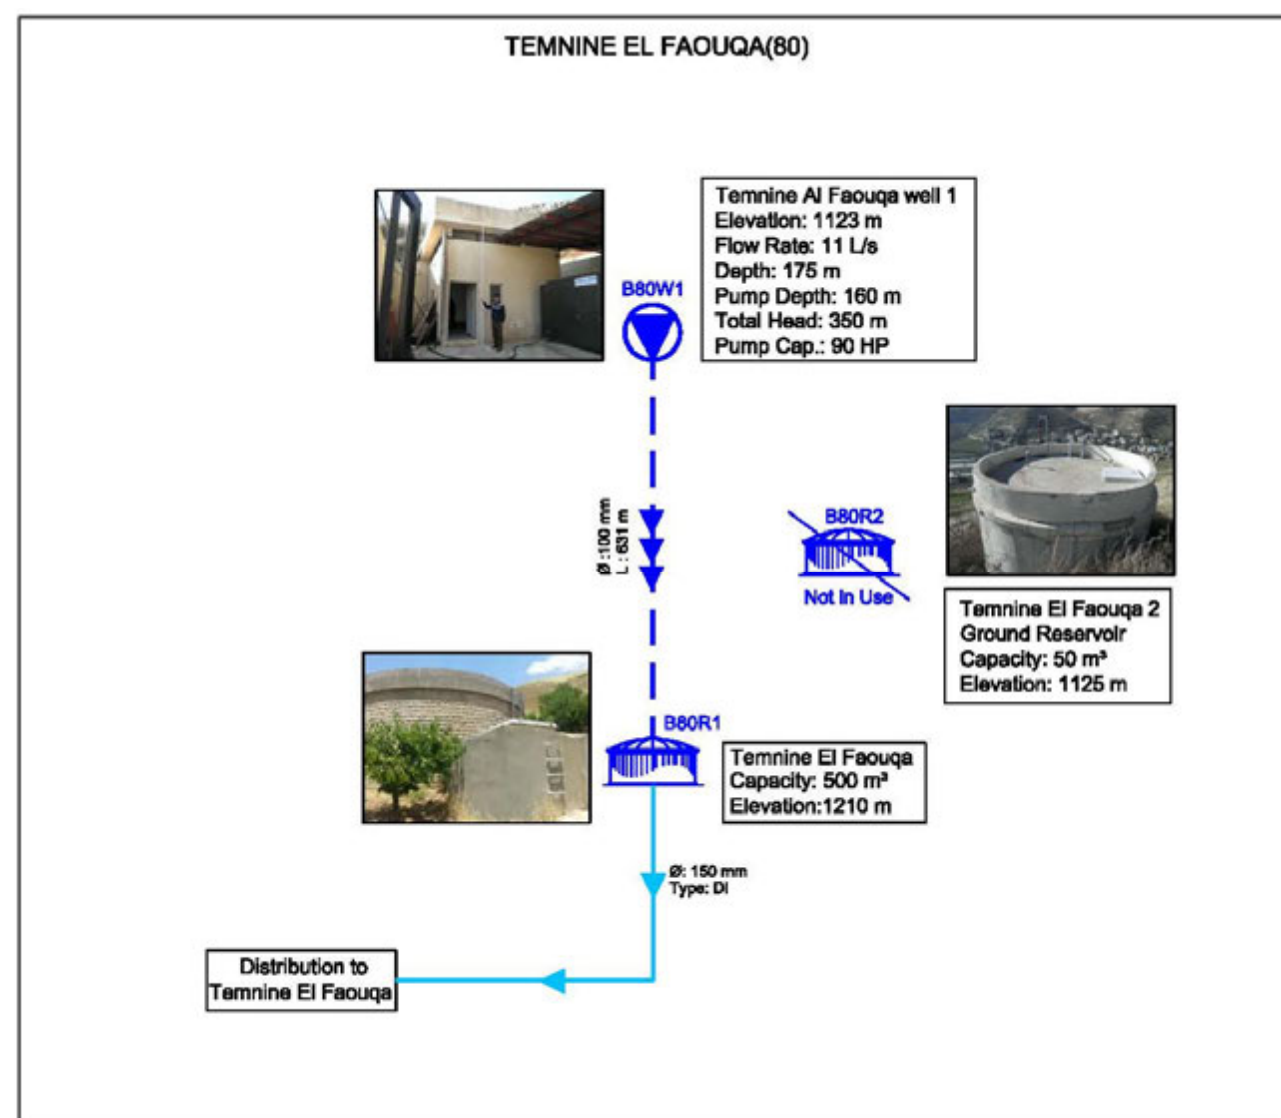 TEMNINE EL FAOUQA(80)
Temnine Al Faouqa well 1
Elevation: 1123 m
Flow Rate: 11 L/s
Depth: 175 m
Pump Depth: 160 m
Total Head: 350 m
Pump Cap.: 90 HP
B80W1
Ø :100 mm
L : 631 m
B80R2
Not In Use
Temnine El Faouqa 2
Ground Reservoir
Capacity: 50 m³
Elevation: 1125 m
B80R1
Temnine El Faouqa
Capacity: 500 m³
Elevation:1210 m
Ø: 150 mm
Type: DI
Distribution to
Temnine El Faouqa